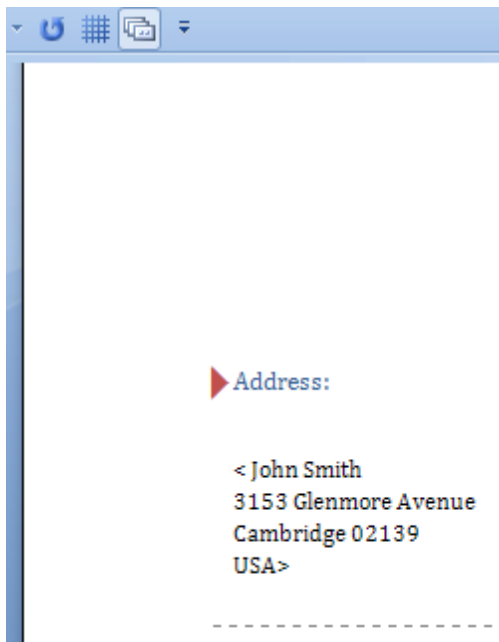 Address:
< John Smith
3153 Glenmore Avenue
Cambridge 02139
USA>